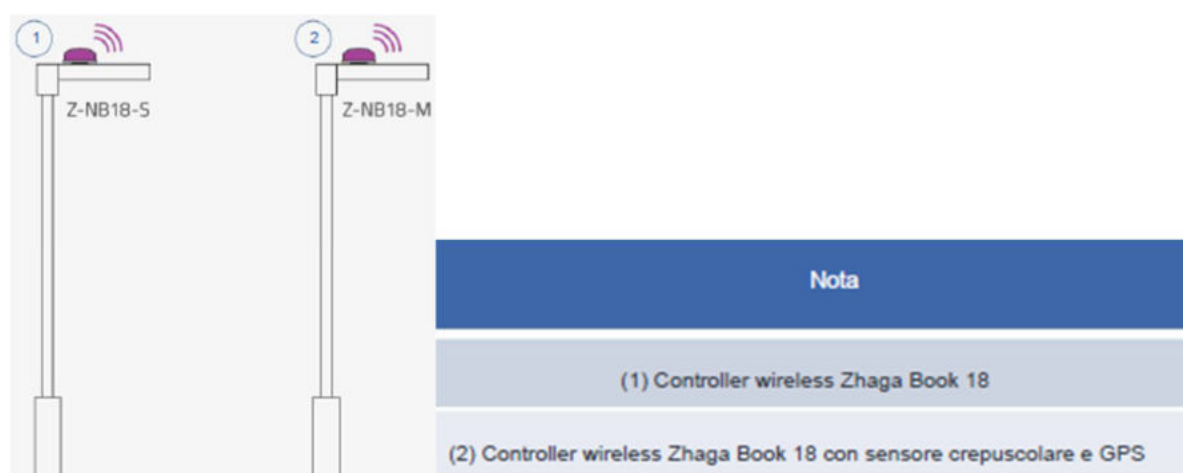 1
2
Z-NB18-S
Z-NB18-M
Nota
(1) Controller wireless Zhaga Book 18
(2) Controller wireless Zhaga Book 18 con sensore crepuscolare e GPS